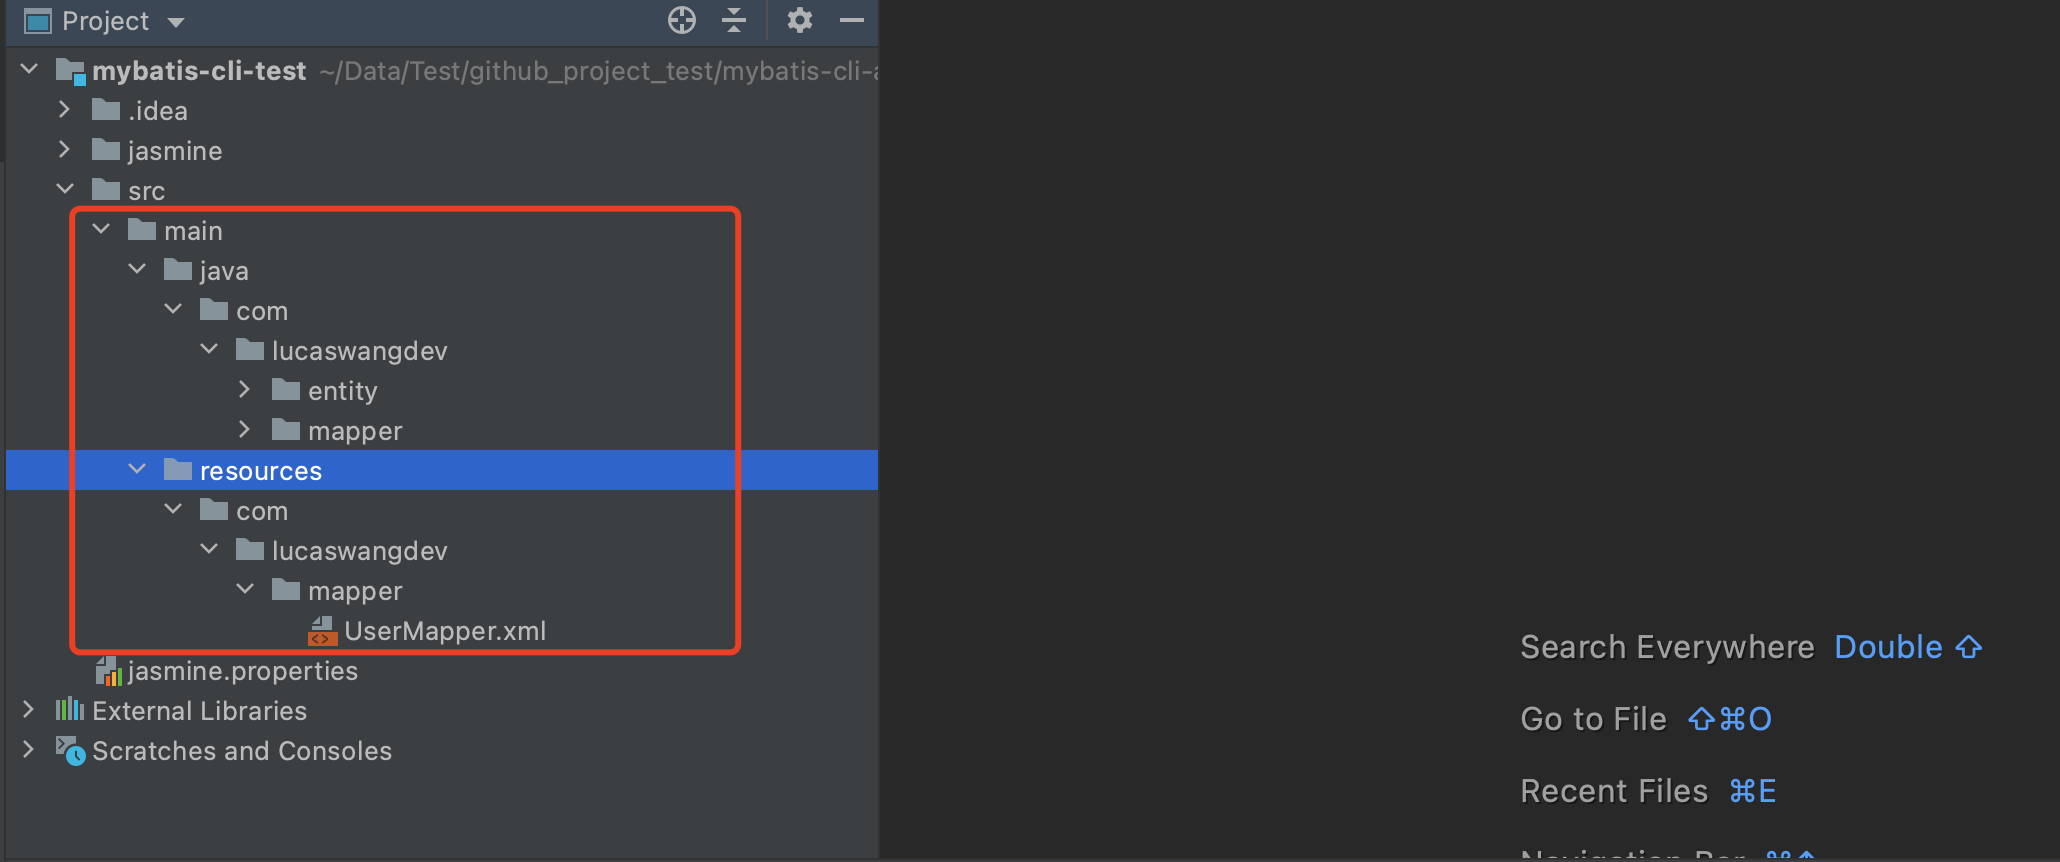 Project
mybatis-cli-test ~/Data/Test/github_project_test/mybatis-cli-
.idea
jasmine
src
main
java
com
lucaswangdev
entity
mapper
resources
com
lucaswangdev
mapper
UserMapper.xml
jasmine.properties
External Libraries
Scratches and Consoles
Search Everywhere Double ⇧
Go to File ⇧⌘O
Recent Files ⌘E
Navigation Bar ⌘↑